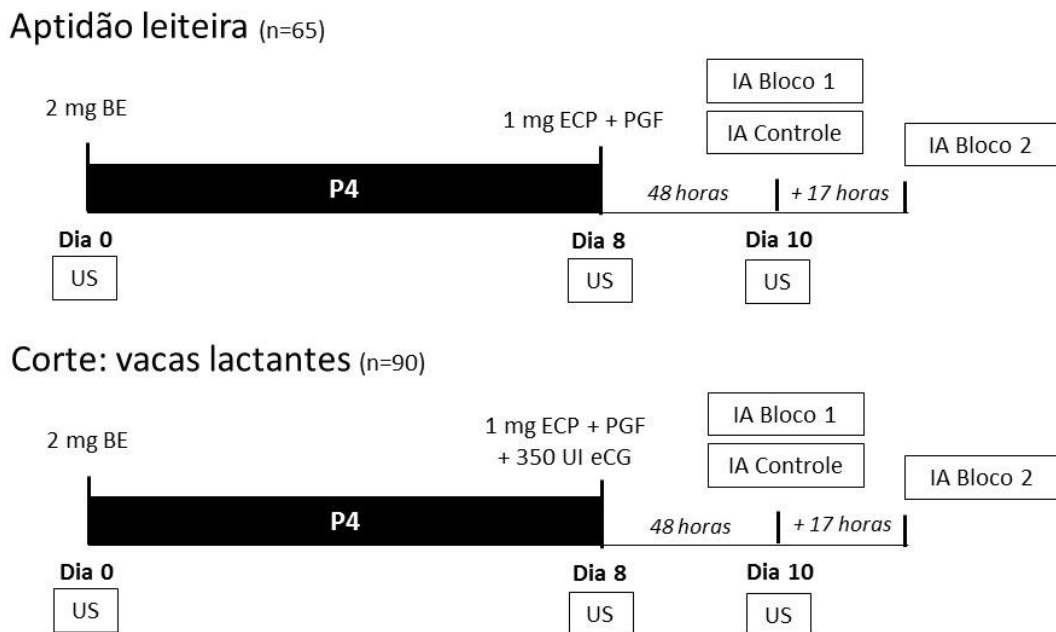 Aptidão leiteira (n=65)
IA Bloco 1
2 mg BE
1 mg ECP + PGF
IA Controle
IA Bloco 2
P4
48 horas
+ 17 horas
Dia 0
Dia 8
Dia 10
US
US
US
Corte: vacas lactantes (n=90)
IA Bloco 1
2 mg BE
1 mg ECP + PGF
+ 350 UI eCG
IA Controle
IA Bloco 2
P4
48 horas
+ 17 horas
Dia 0
Dia 8
Dia 10
US
US
US